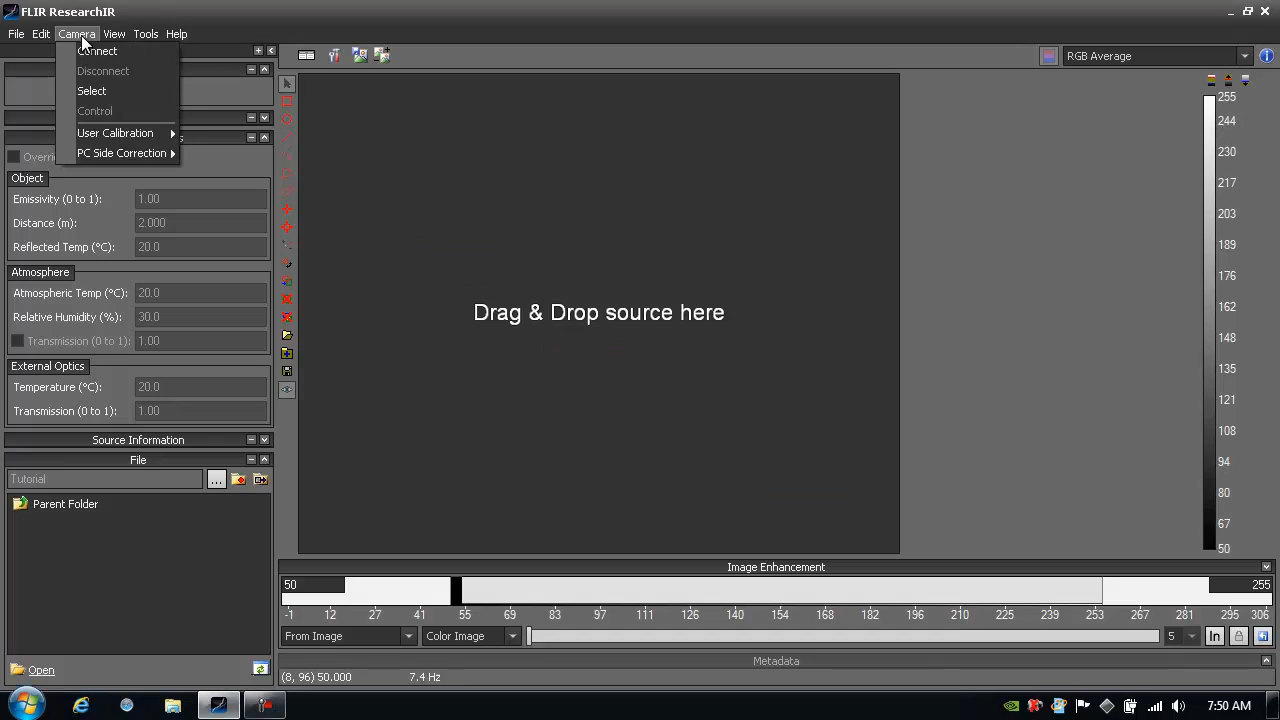 FLIR ResearchIR
File Edit Camera View Tools Help
Connect
Disconnect
Select
Control
User Calibration
PC Side Correction
RGB Average
Object
Emissivity (0 to 1): 1.00
Distance (m): 2.000
Reflected Temp (°C): 20.0
Atmosphere
Atmospheric Temp (°C): 20.0
Relative Humidity (%): 30.0
Transmission (0 to 1): 1.00
External Optics
Temperature (°C): 20.0
Transmission (0 to 1): 1.00
Source Information
File
Tutorial ...
Parent Folder
Open
Drag & Drop source here
255
244
230
217
203
189
176
162
148
135
121
108
94
80
67
50
Image Enhancement
50 255
-1 12 27 41 55 69 83 97 112 126 140 154 168 182 196 210 225 239 253 267 281 295 306
From Image Color Image 5 In
Metadata
(8, 96) 50.000 7.4 Hz
7:50 AM